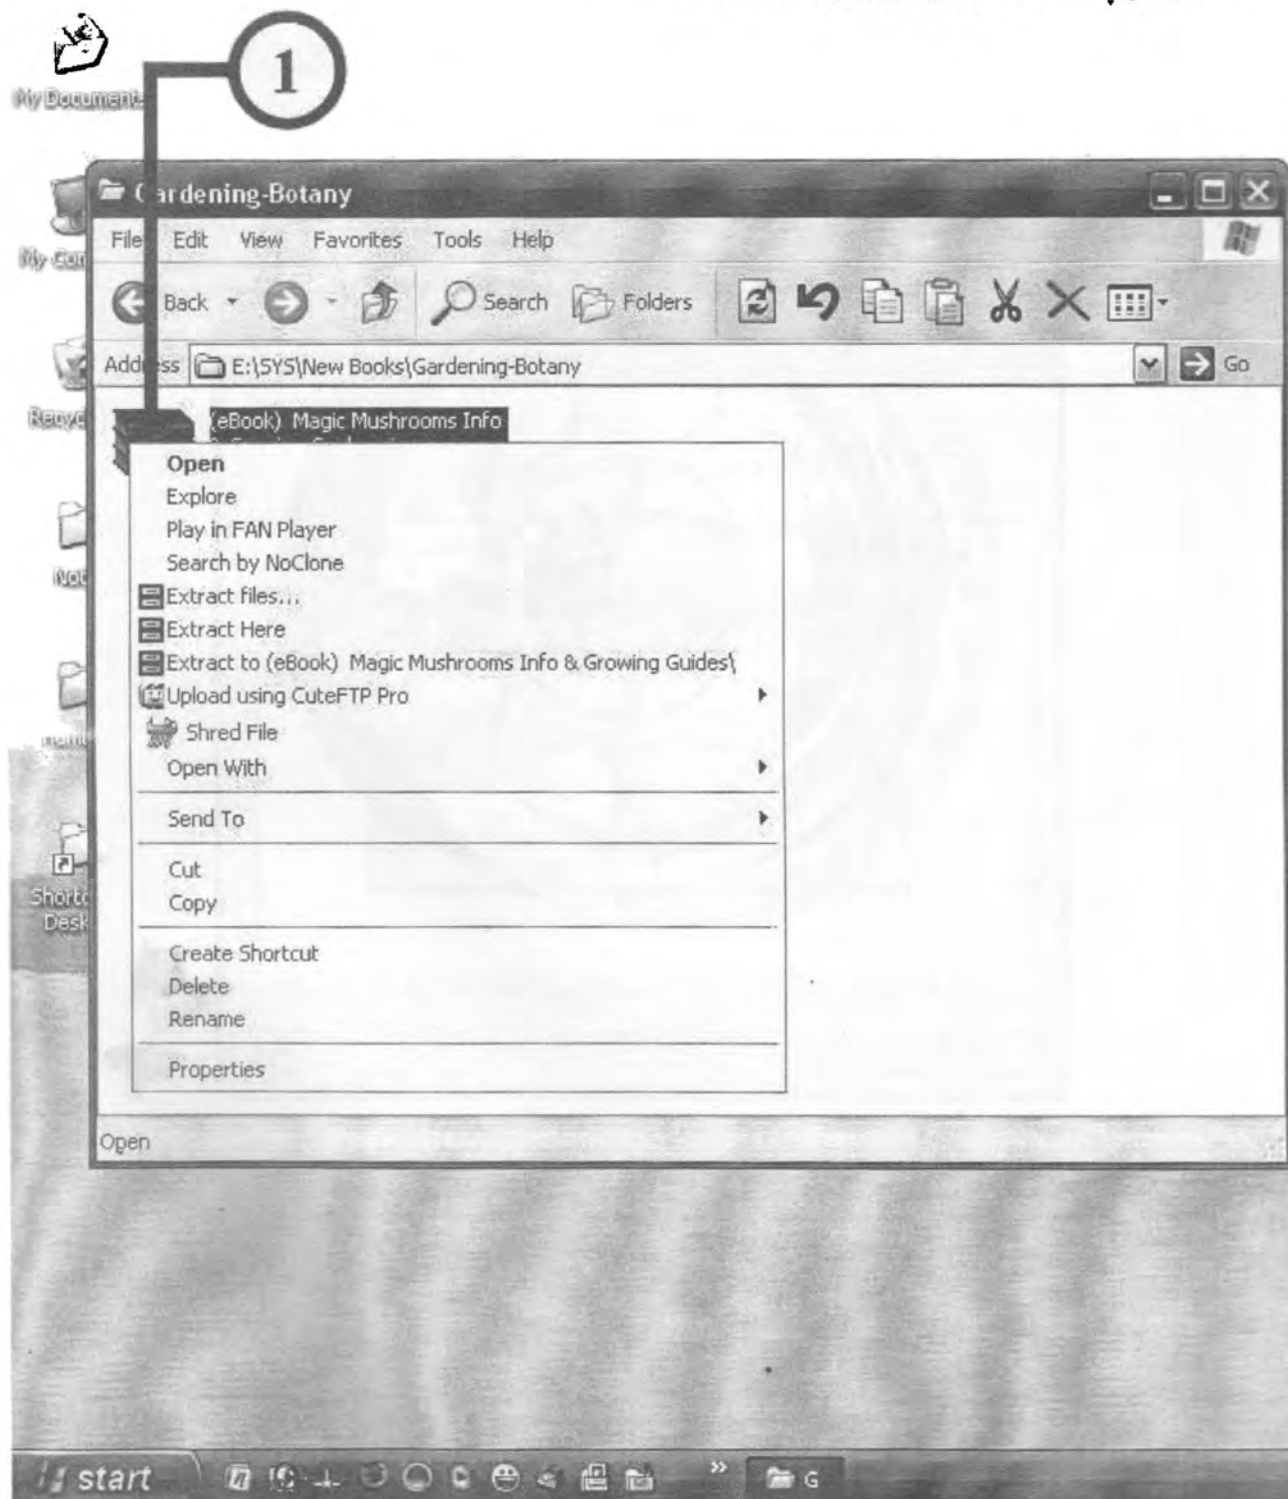 1
My Document
Gardening-Botany
File Edit View Favorites Tools Help
Back Search Folders
Address E:\SYS\New Books\Gardening-Botany Go
(eBook) Magic Mushrooms Info
Open
Explore
Play in FAN Player
Search by NoClone
Extract files...
Extract Here
Extract to (eBook) Magic Mushrooms Info & Growing Guides\
Upload using CuteFTP Pro
Shred File
Open With
Send To
Cut
Copy
Create Shortcut
Delete
Rename
Properties
Shortc
Desk
Open
start G